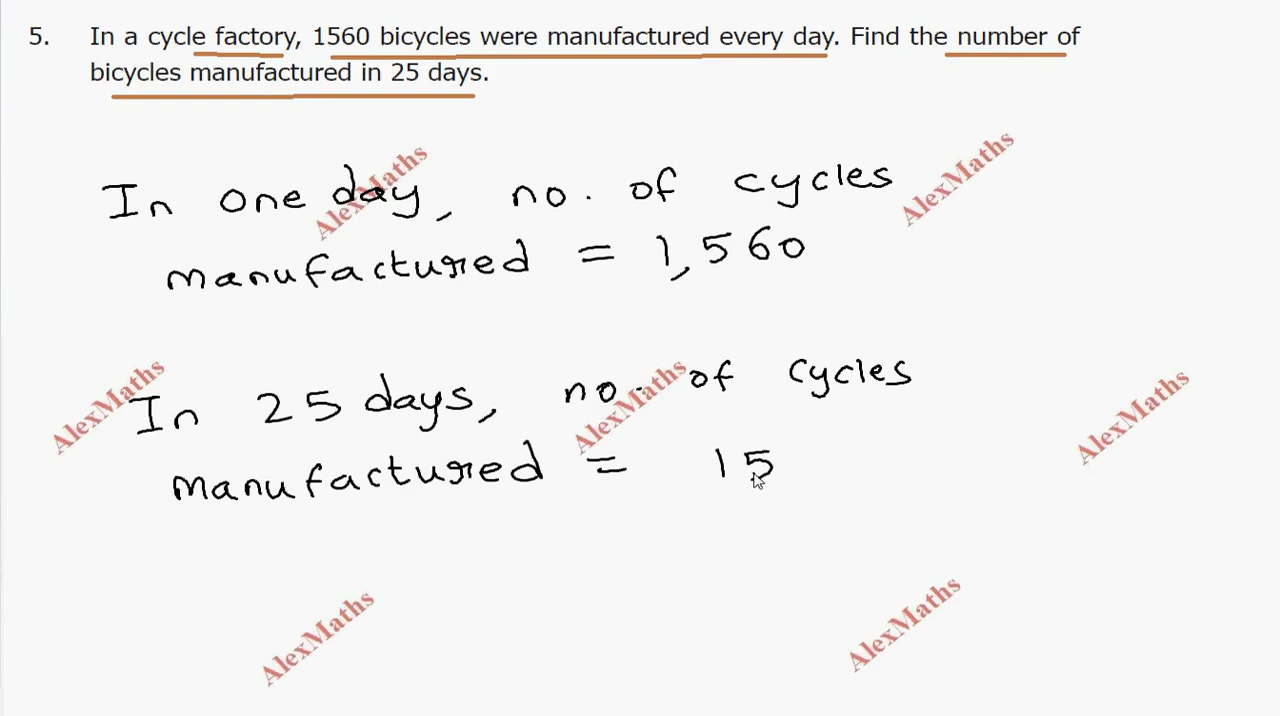 5. In a cycle factory, 1560 bicycles were manufactured every day. Find the number of
bicycles manufactured in 25 days.
In one day, no. of cycles
manufactured = 1,560
In 25 days, no. of cycles
manufactured = 15
AlexMaths
AlexMaths
AlexMaths
AlexMaths
AlexMaths
AlexMaths
AlexMaths